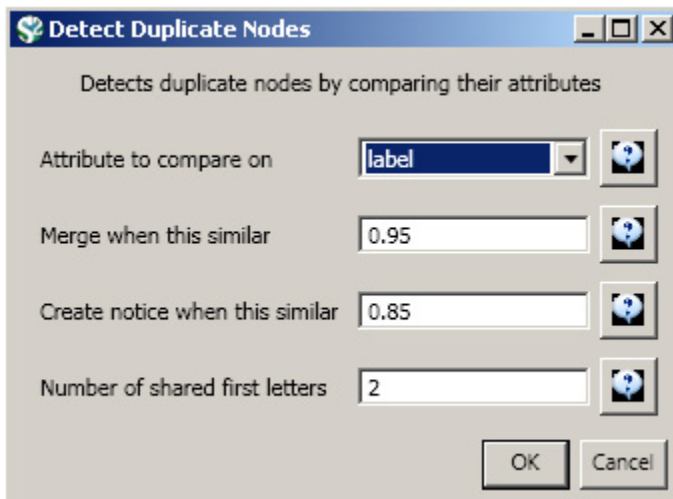 Detect Duplicate Nodes
Detects duplicate nodes by comparing their attributes
Attribute to compare on label
Merge when this similar 0.95
Create notice when this similar 0.85
Number of shared first letters 2
OK Cancel